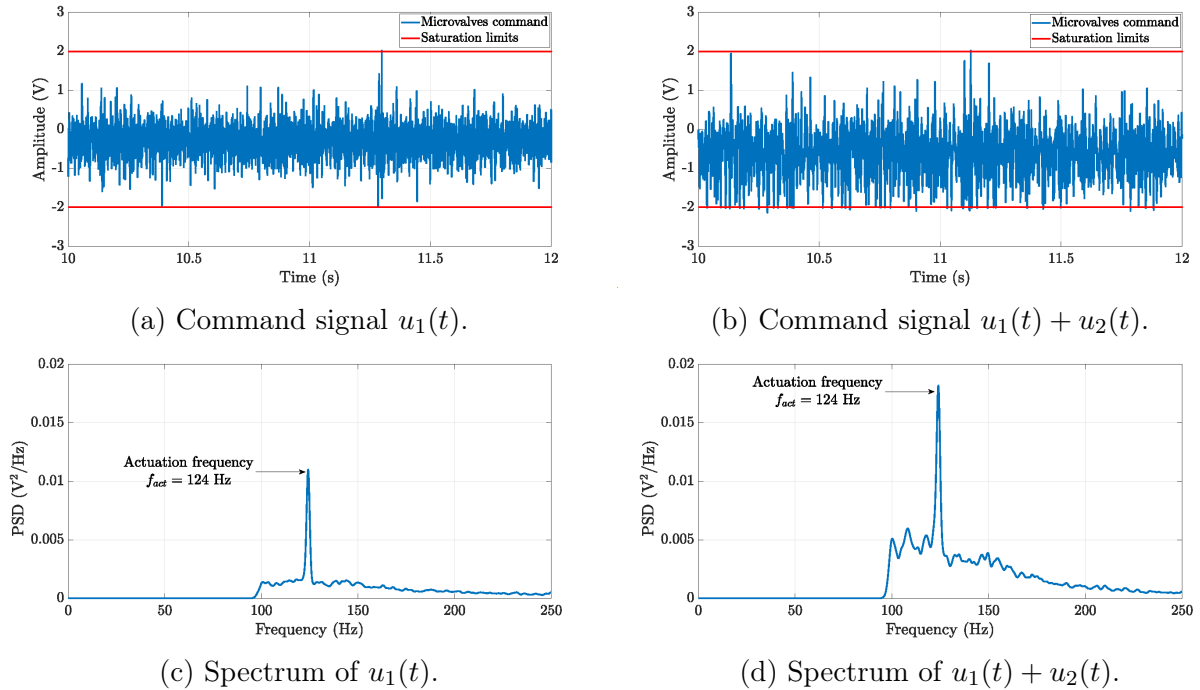 Microvalves command
Saturation limits
3
2
1
0
-1
-2
-3
Amplitude (V)
10
10.5
11
11.5
12
Time (s)
(a) Command signal u₁(t).
Microvalves command
Saturation limits
3
2
1
0
-1
-2
-3
Amplitude (V)
10
10.5
11
11.5
12
Time (s)
(b) Command signal u₁(t) + u₂(t).
0.02
0.015
0.01
0.005
0
PSD (V²/Hz)
Actuation frequency
f_act = 124 Hz
0
50
100
150
200
250
Frequency (Hz)
(c) Spectrum of u₁(t).
0.02
0.015
0.01
0.005
0
PSD (V²/Hz)
Actuation frequency
f_act = 124 Hz
0
50
100
150
200
250
Frequency (Hz)
(d) Spectrum of u₁(t) + u₂(t).